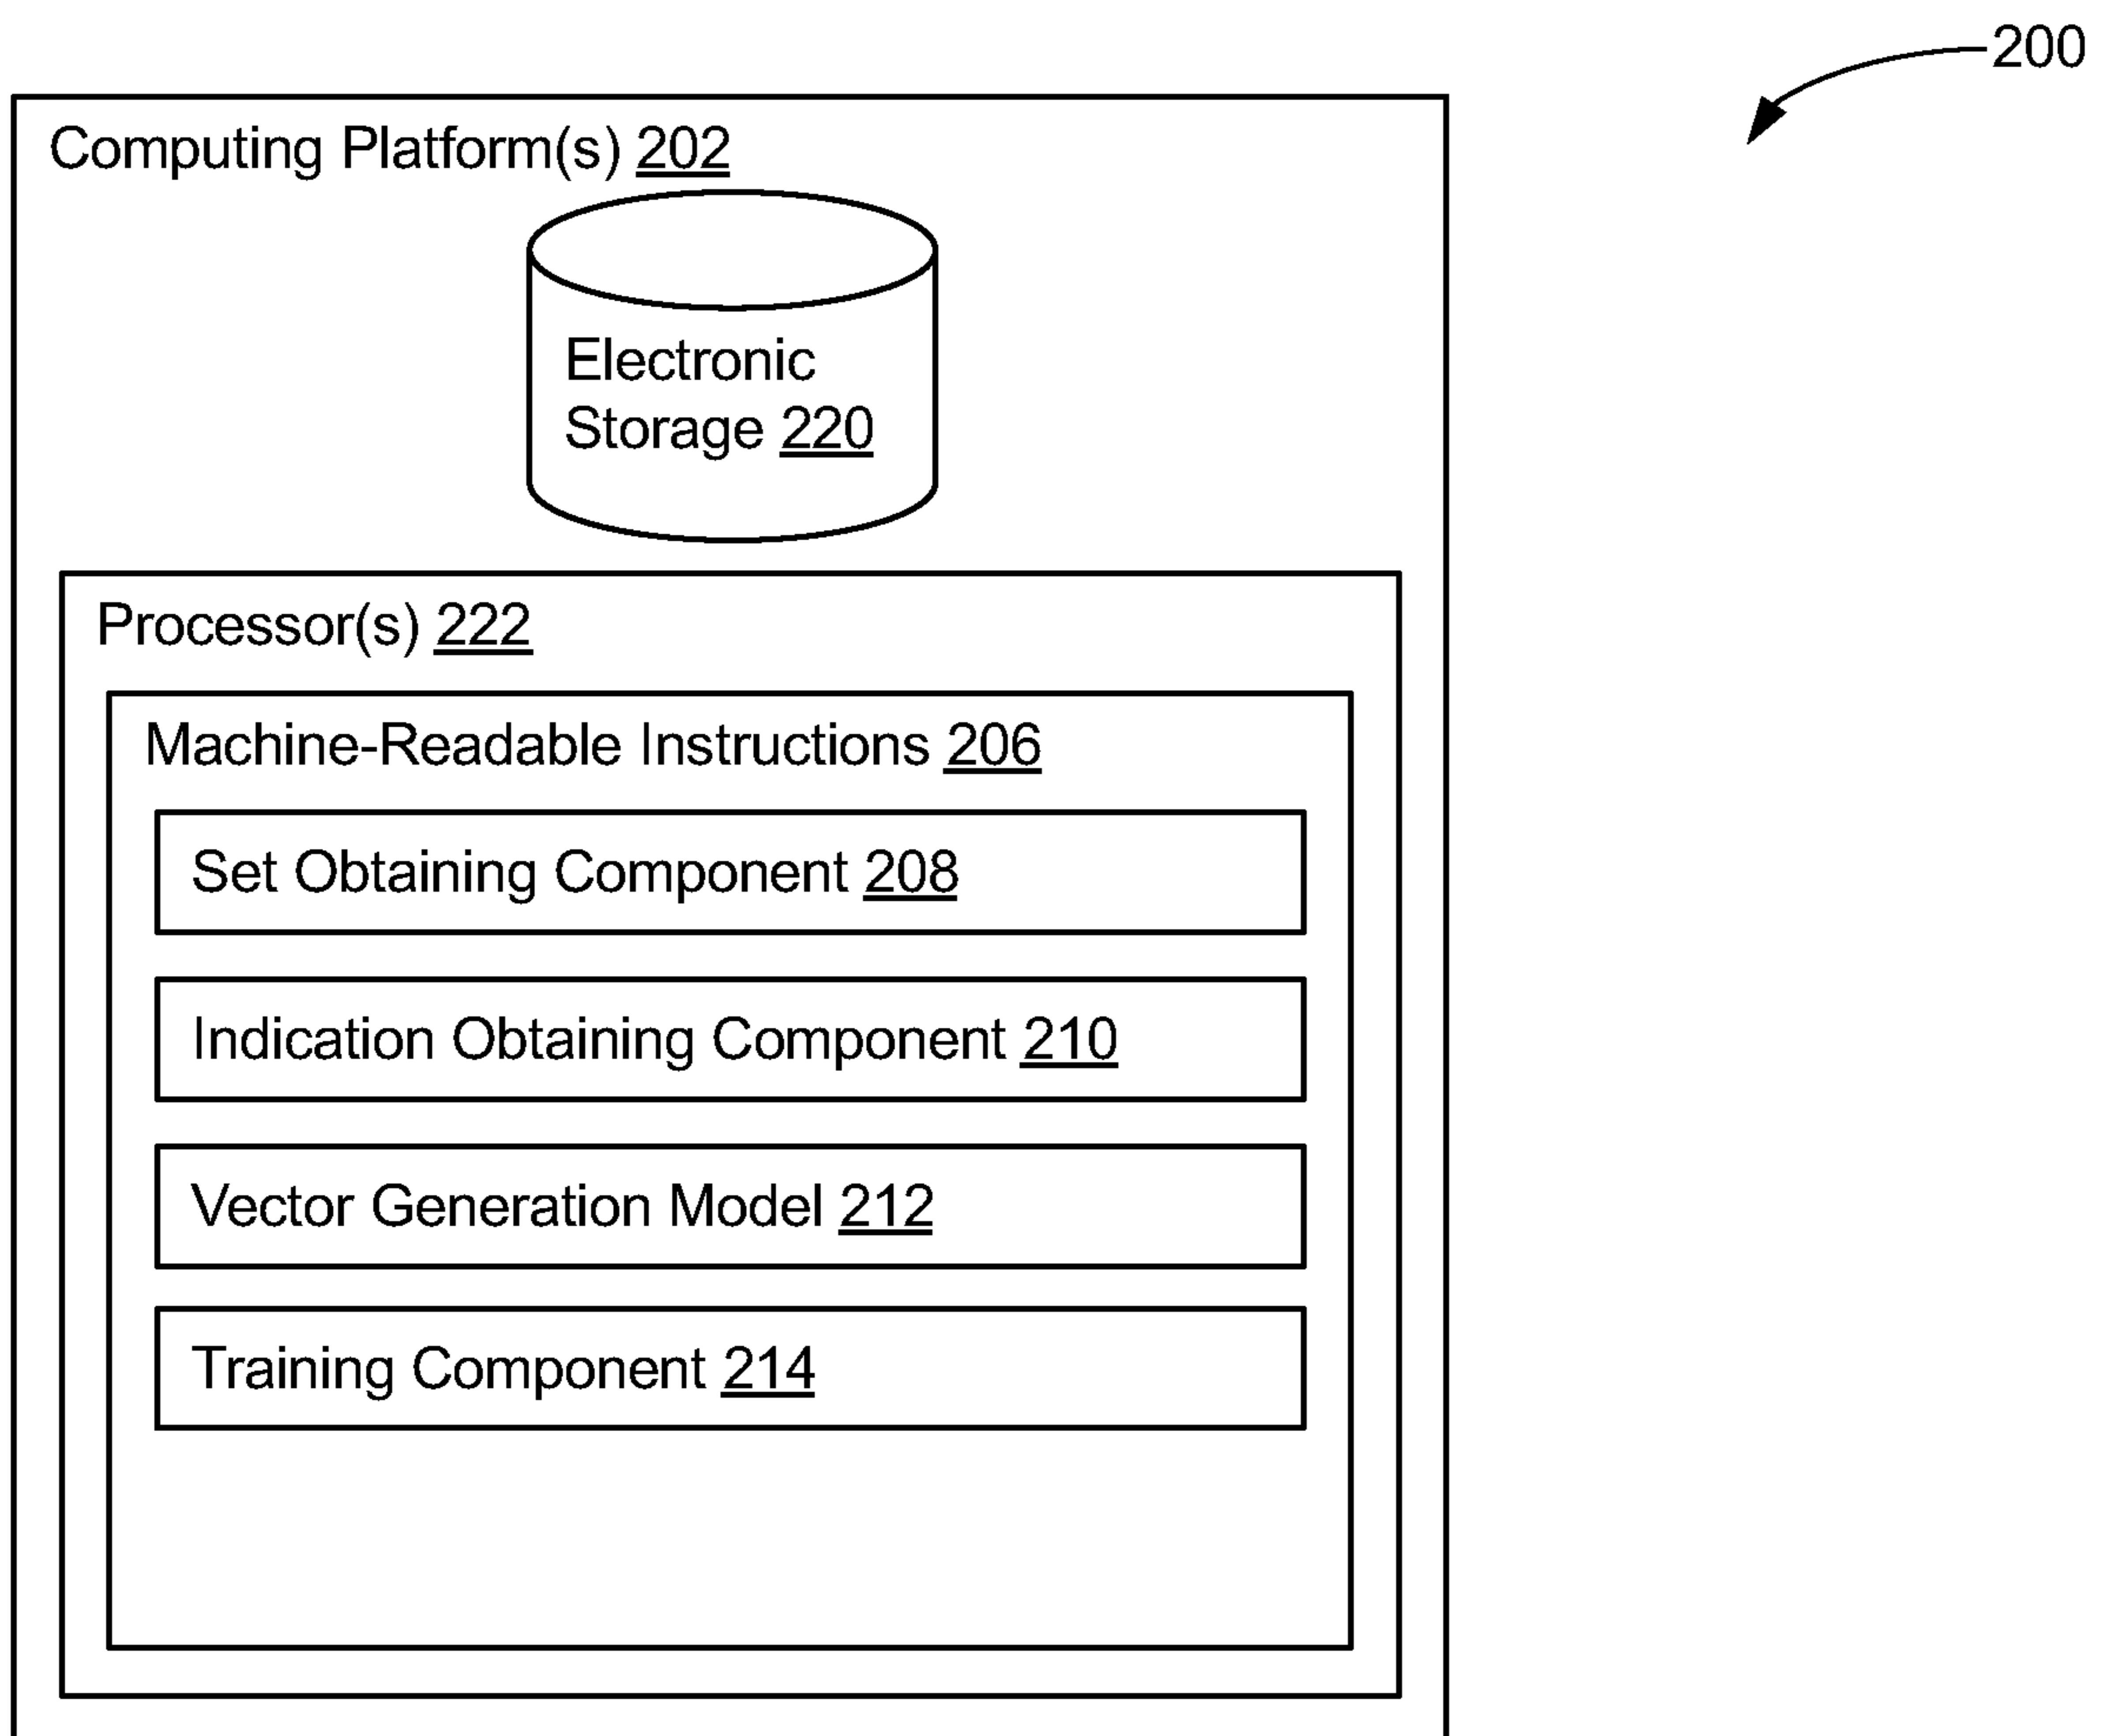 200
Computing Platform(s) 202
Electronic
Storage 220
Processor(s) 222
Machine-Readable Instructions 206
Set Obtaining Component 208
Indication Obtaining Component 210
Vector Generation Model 212
Training Component 214